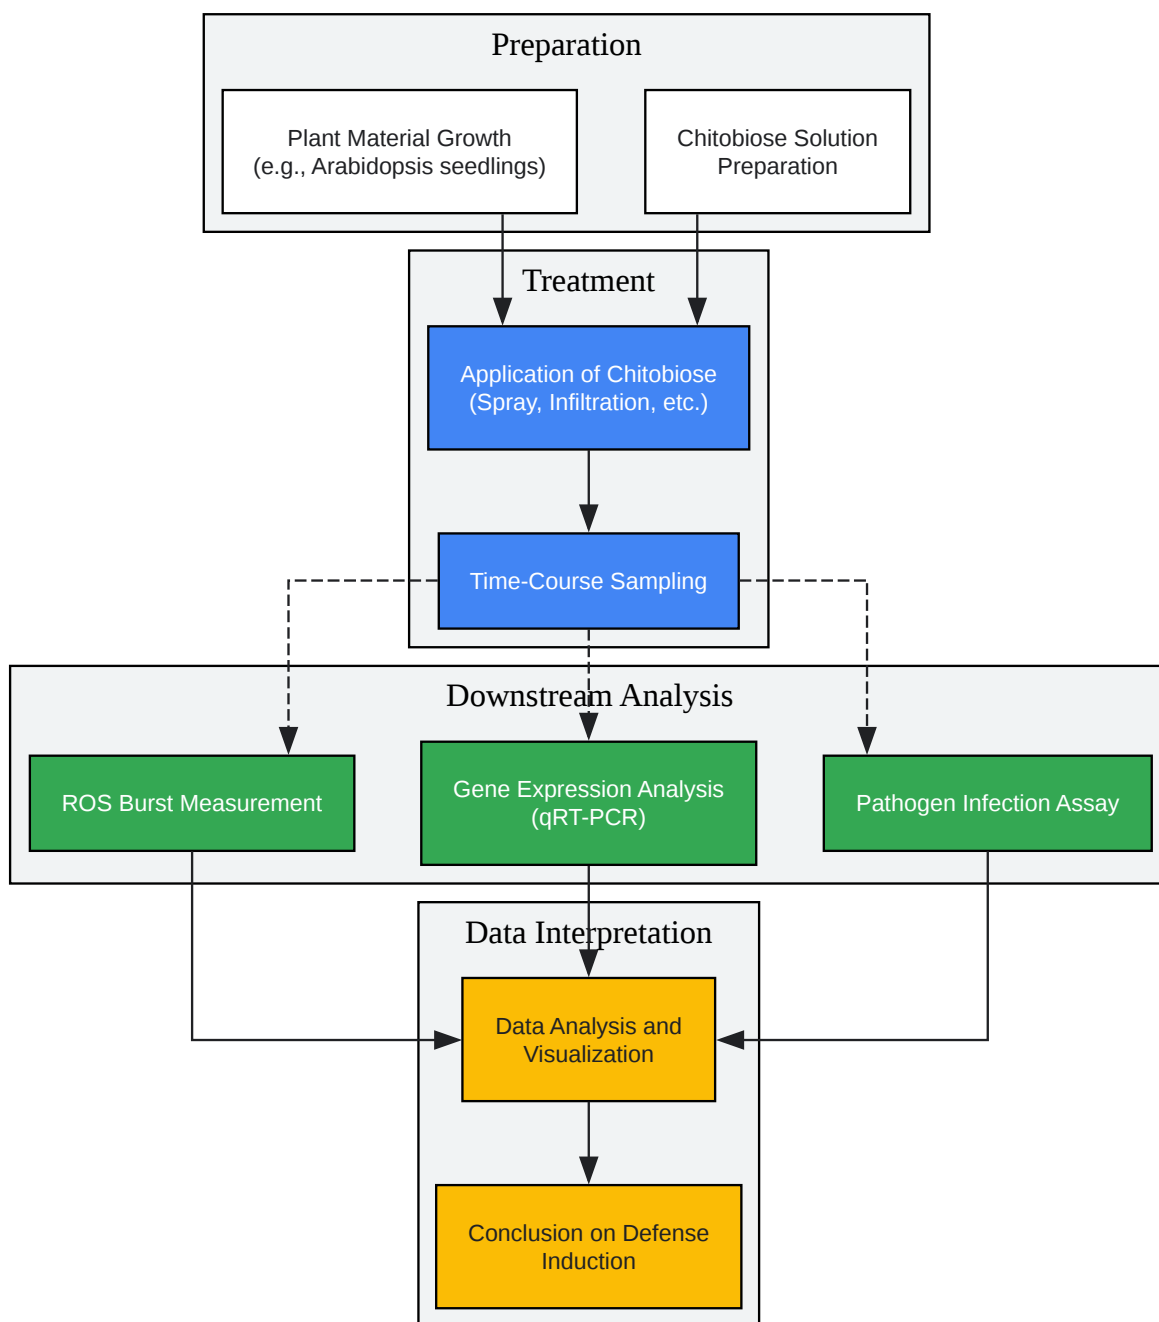 Preparation
Plant Material Growth
(e.g., Arabidopsis seedlings)
Chitobiose Solution
Preparation
Treatment
Application of Chitobiose
(Spray, Infiltration, etc.)
Time-Course Sampling
Downstream Analysis
ROS Burst Measurement
Gene Expression Analysis
(qRT-PCR)
Pathogen Infection Assay
Data Interpretation
Data Analysis and
Visualization
Conclusion on Defense
Induction